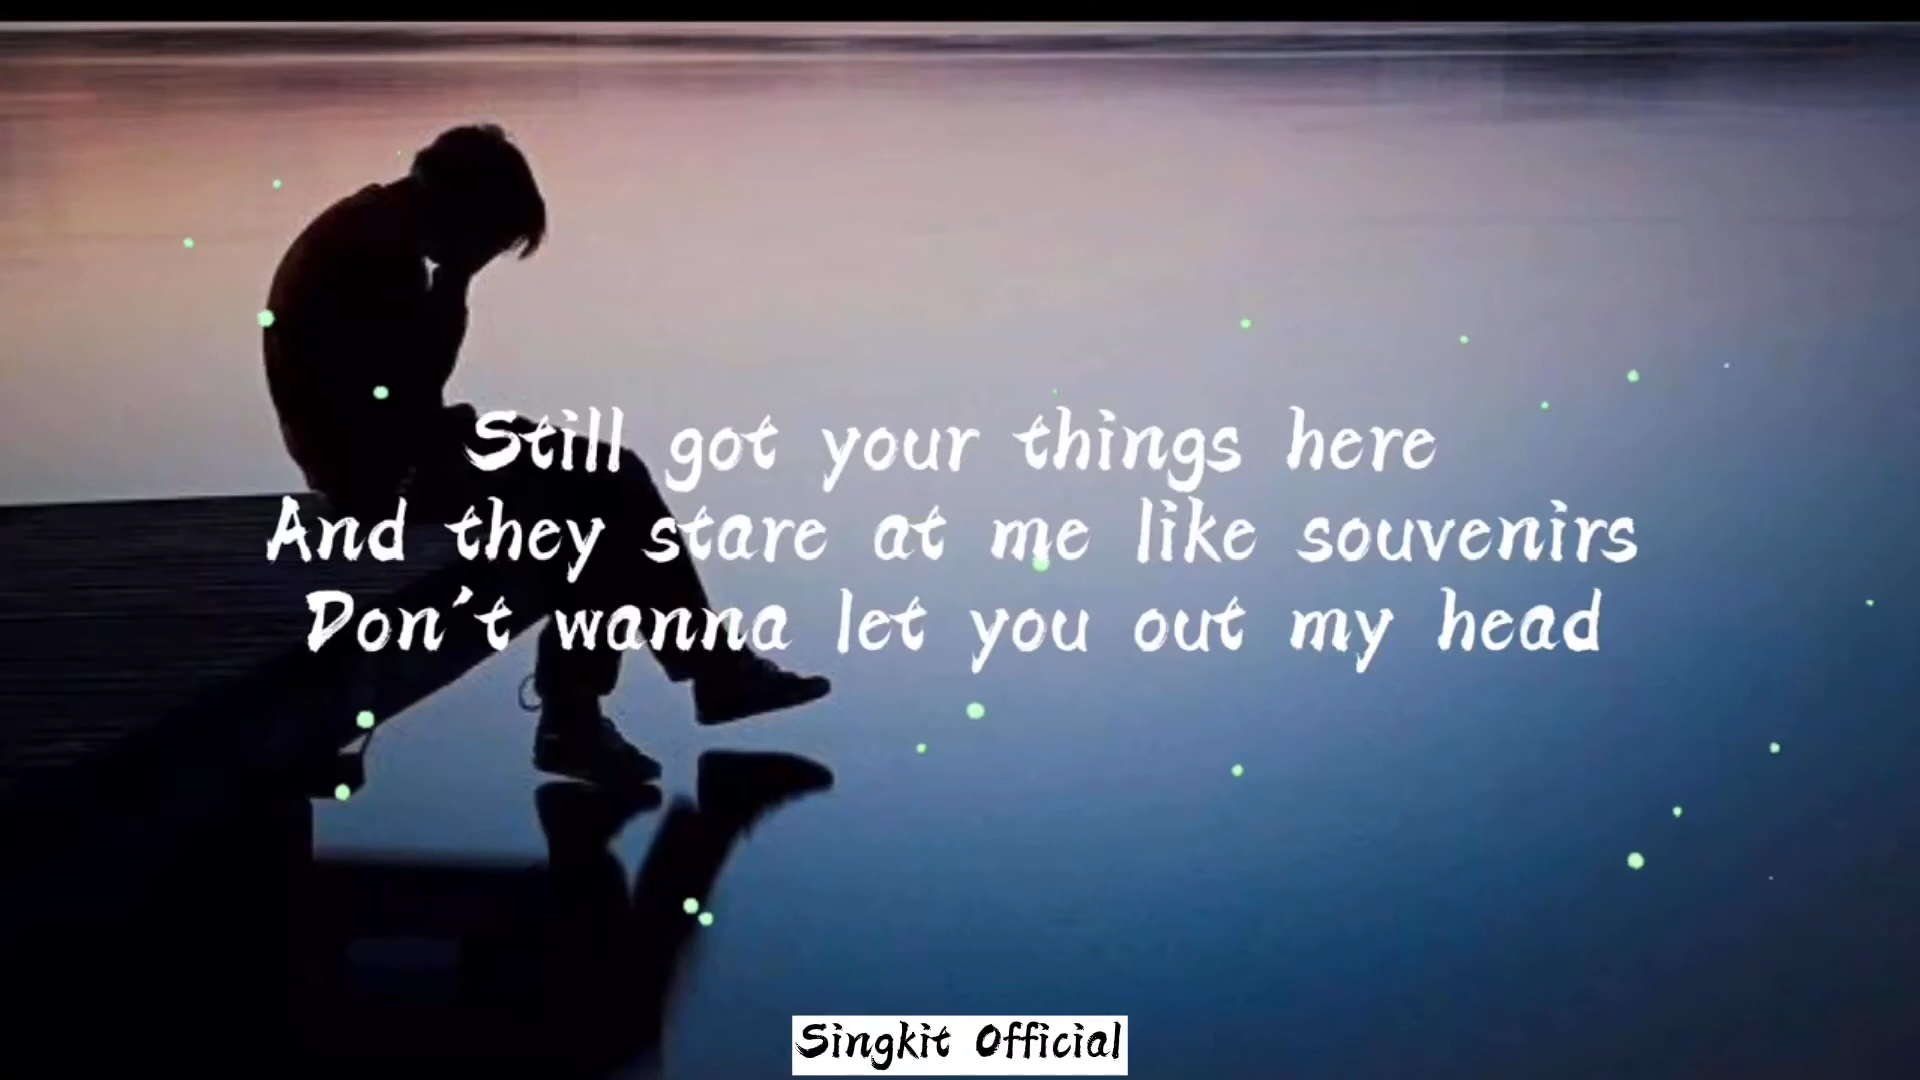 Still got your things here
And they stare at me like souvenirs
Don't wanna let you out my head
Singkit Official